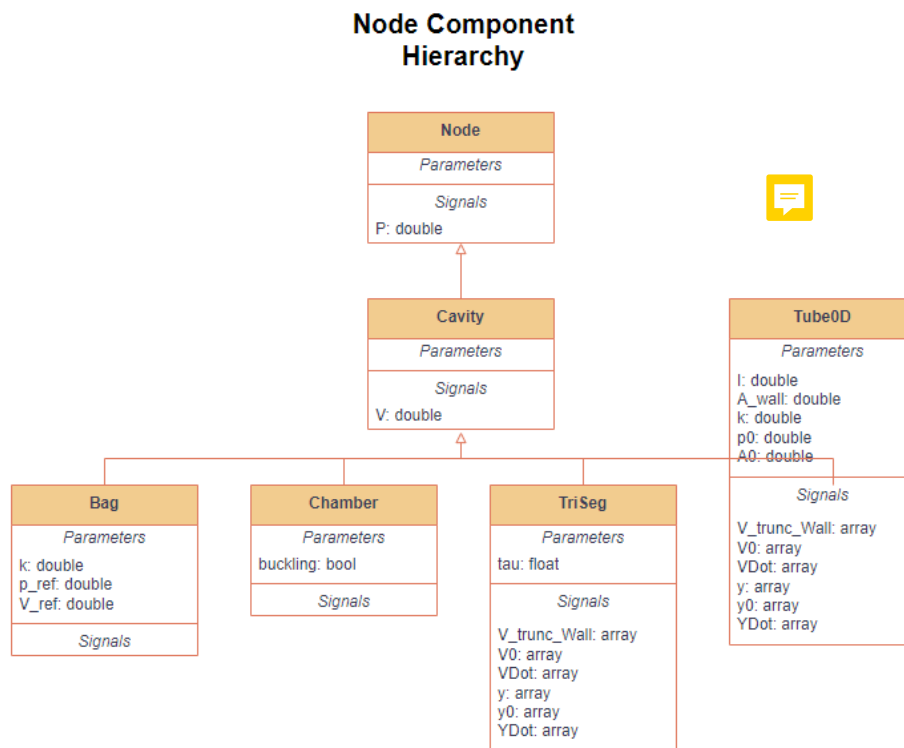 Node Component
Hierarchy
Node
Parameters
Signals
P: double
Cavity
Parameters
Signals
V: double
Tube0D
Parameters
l: double
A_wall: double
k: double
p0: double
A0: double
Signals
V_trunc_Wall: array
V0: array
VDot: array
y: array
y0: array
YDot: array
Bag
Parameters
k: double
p_ref: double
V_ref: double
Signals
Chamber
Parameters
buckling: bool
Signals
TriSeg
Parameters
tau: float
Signals
V_trunc_Wall: array
V0: array
VDot: array
y: array
y0: array
YDot: array